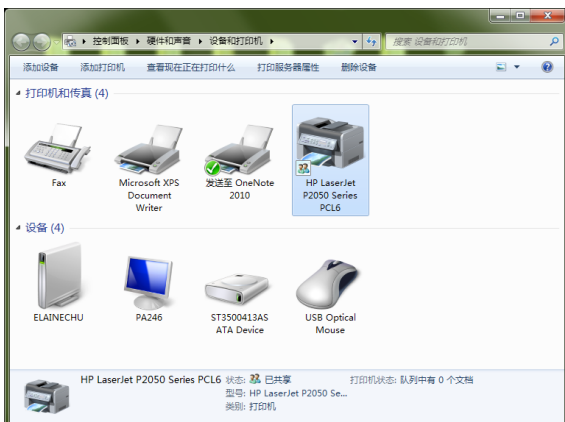 控制面板 ▸ 硬件和声音 ▸ 设备和打印机 ▸
搜索 设备和打印机
添加设备 添加打印机 查看现在正在打印什么 打印服务器属性 删除设备
打印机和传真 (4)
Fax
Microsoft XPS
Document
Writer
发送至 OneNote
2010
HP LaserJet
P2050 Series
PCL6
设备 (4)
ELAINECHU
PA246
ST3500413AS
ATA Device
USB Optical
Mouse
HP LaserJet P2050 Series PCL6 状态: 已共享 打印机状态: 队列中有 0 个文档
型号: HP LaserJet P2050 Se...
类别: 打印机